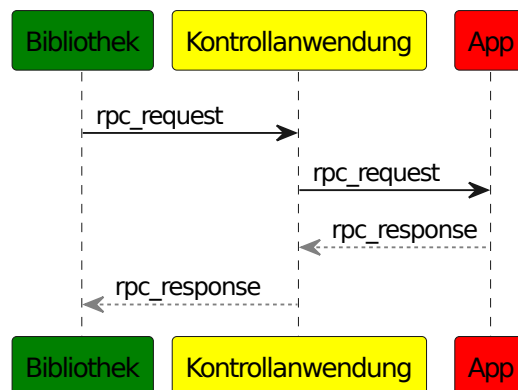 Bibliothek Kontrollanwendung App
rpc_request
rpc_request
rpc_response
rpc_response
Bibliothek Kontrollanwendung App